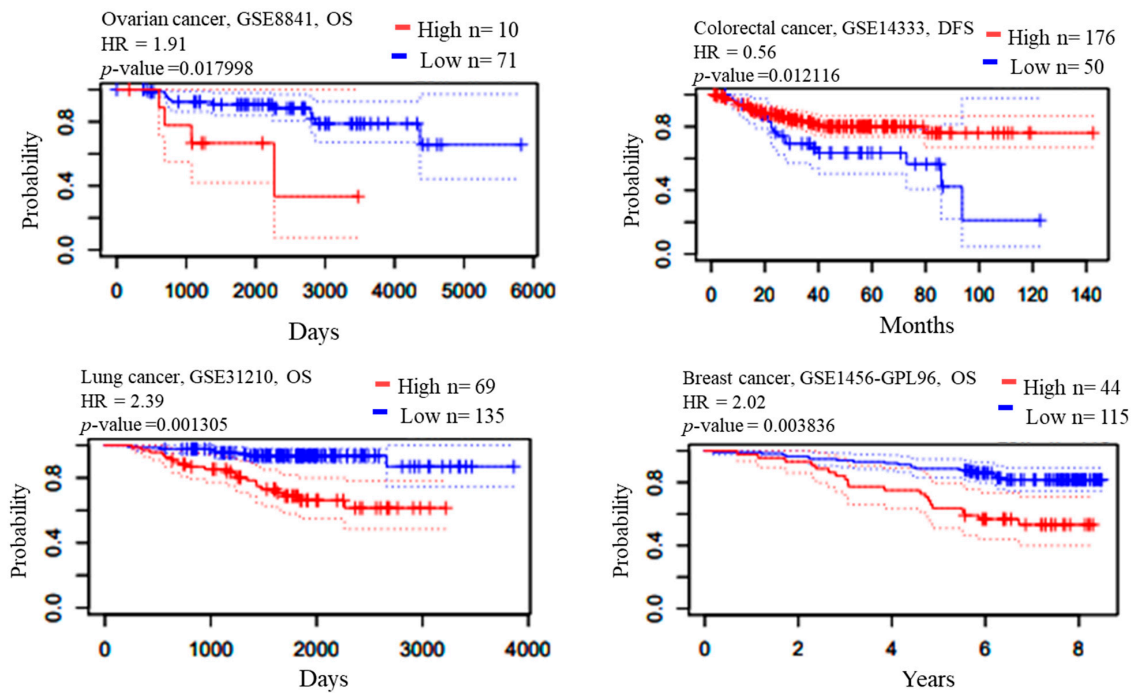 Ovarian cancer, GSE8841, OS
HR = 1.91
p-value=0.017998
High n= 10
Low n= 71
Probability
0.8
0.4
0.0
0 1000 2000 3000 4000 5000 6000
Days
Colorectal cancer, GSE14333, DFS
HR = 0.56
p-value=0.012116
High n= 176
Low n= 50
Probability
0.8
0.4
0.0
0 20 40 60 80 100 120 140
Months
Lung cancer, GSE31210, OS
HR = 2.39
p-value=0.001305
High n= 69
Low n= 135
Probability
0.8
0.4
0.0
0 1000 2000 3000 4000
Days
Breast cancer, GSE1456-GPL96, OS
HR = 2.02
p-value = 0.003836
High n= 44
Low n= 115
Probability
0.8
0.4
0.0
0 2 4 6 8
Years